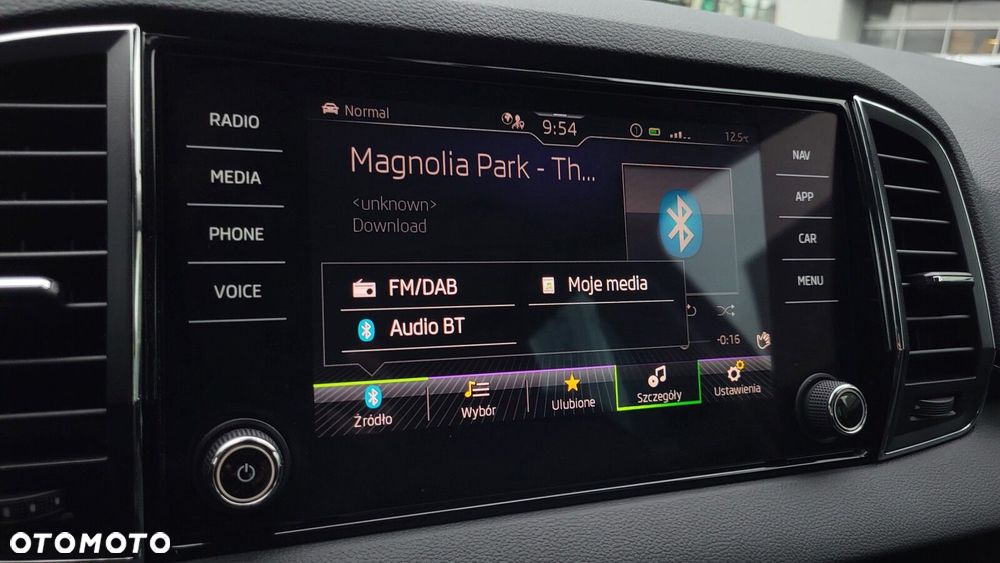 RADIO
MEDIA
PHONE
VOICE
Normal
9:54
12.5°C
Magnolia Park - Th...
<unknown>
Download
FM/DAB
Moje media
Audio BT
-0:16
Źródło
Wybór
Ulubione
Szczegóły
Ustawienia
NAV
APP
CAR
MENU
OTOMOTO